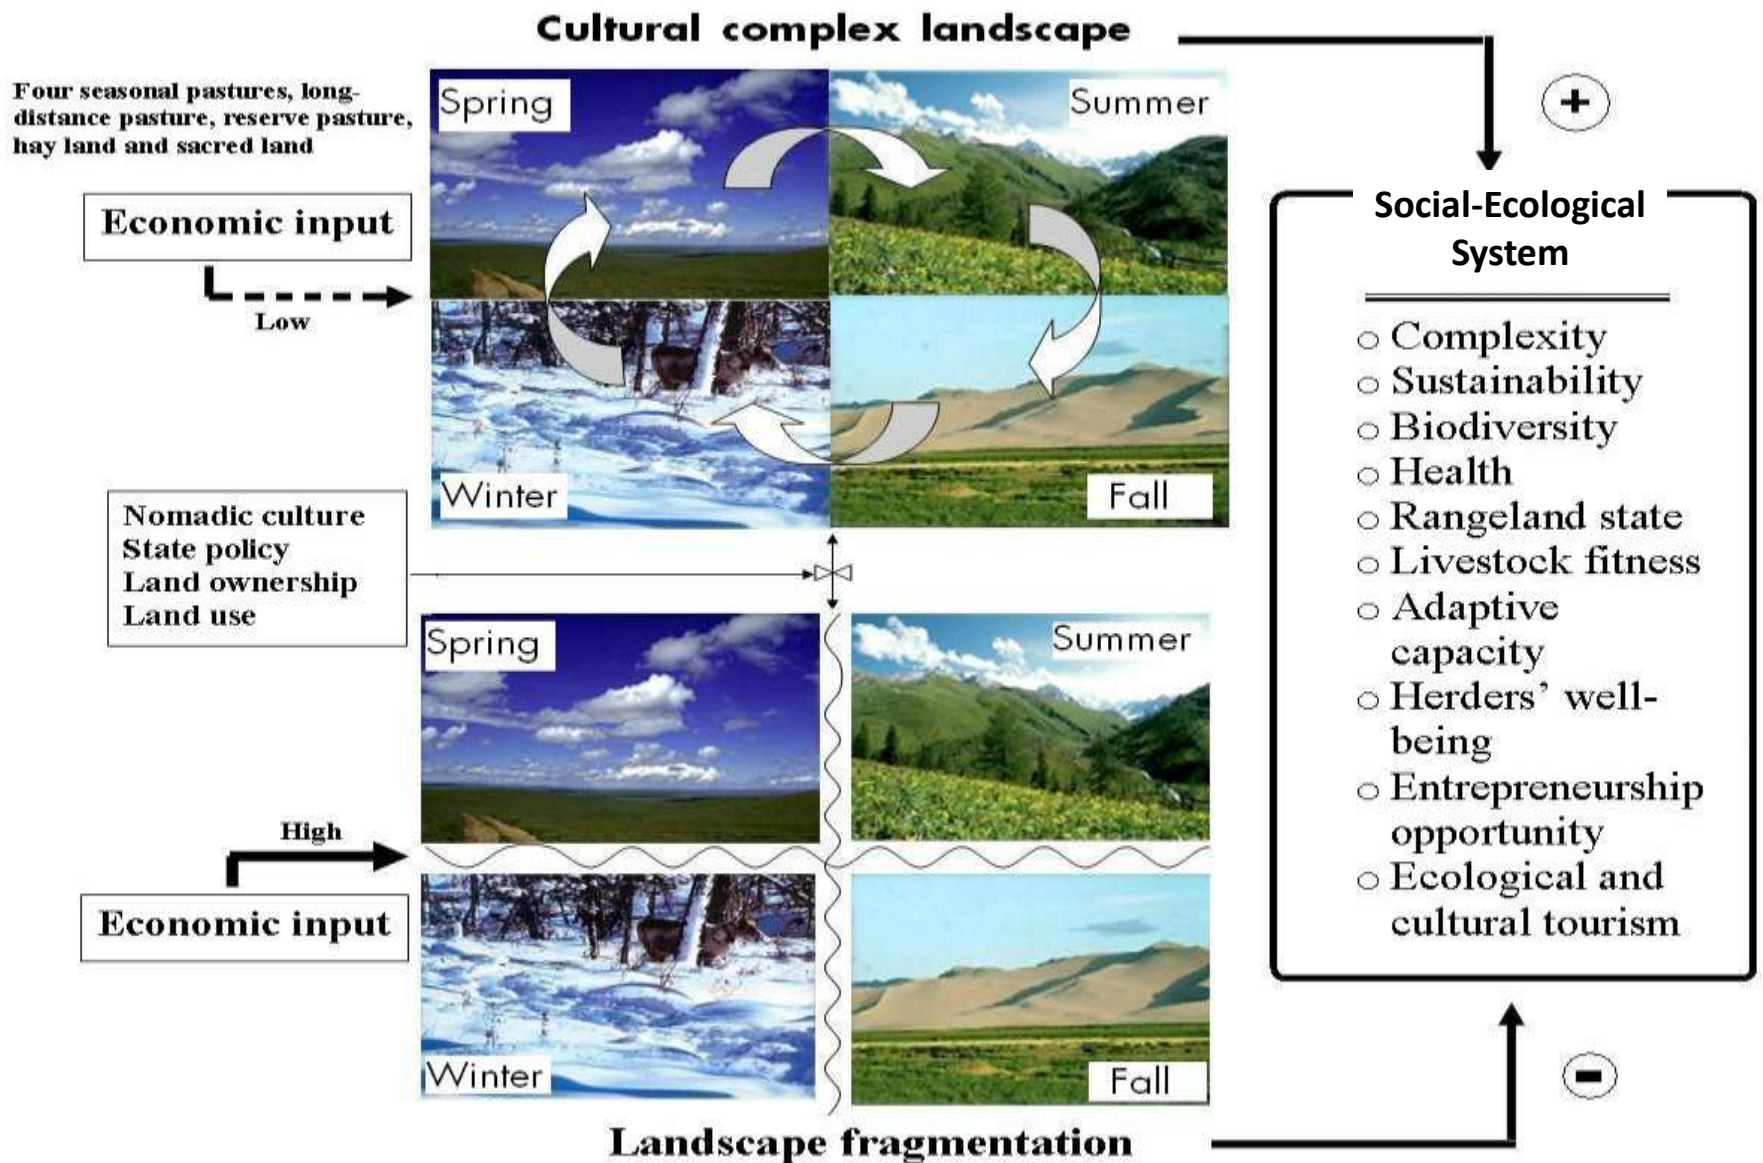 Cultural complex landscape
Four seasonal pastures, long-
distance pasture, reserve pasture,
hay land and sacred land
Economic input
Low
Spring
Summer
Winter
Fall
+
Social-Ecological
System
○ Complexity
○ Sustainability
○ Biodiversity
○ Health
○ Rangeland state
○ Livestock fitness
○ Adaptive
capacity
○ Herders’ well-
being
○ Entrepreneurship
opportunity
○ Ecological and
cultural tourism
Nomadic culture
State policy
Land ownership
Land use
Spring
Summer
High
Economic input
Winter
Fall
-
Landscape fragmentation